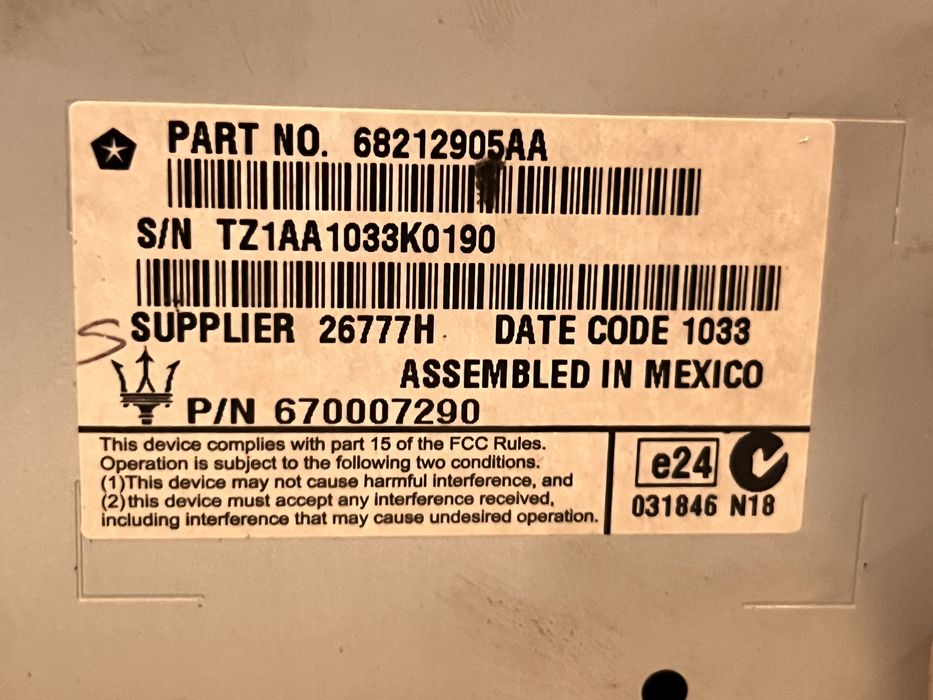 PART NO. 68212905AA
S/N TZ1AA1033K0190
S
SUPPLIER 26777H. DATE CODE 1033
ASSEMBLED IN MEXICO
P/N 670007290
This device complies with part 15 of the FCC Rules.
Operation is subject to the following two conditions.
(1)This device may not cause harmful interference, and
(2)this device must accept any interference received,
including interference that may cause undesired operation.
e24
031846 N18